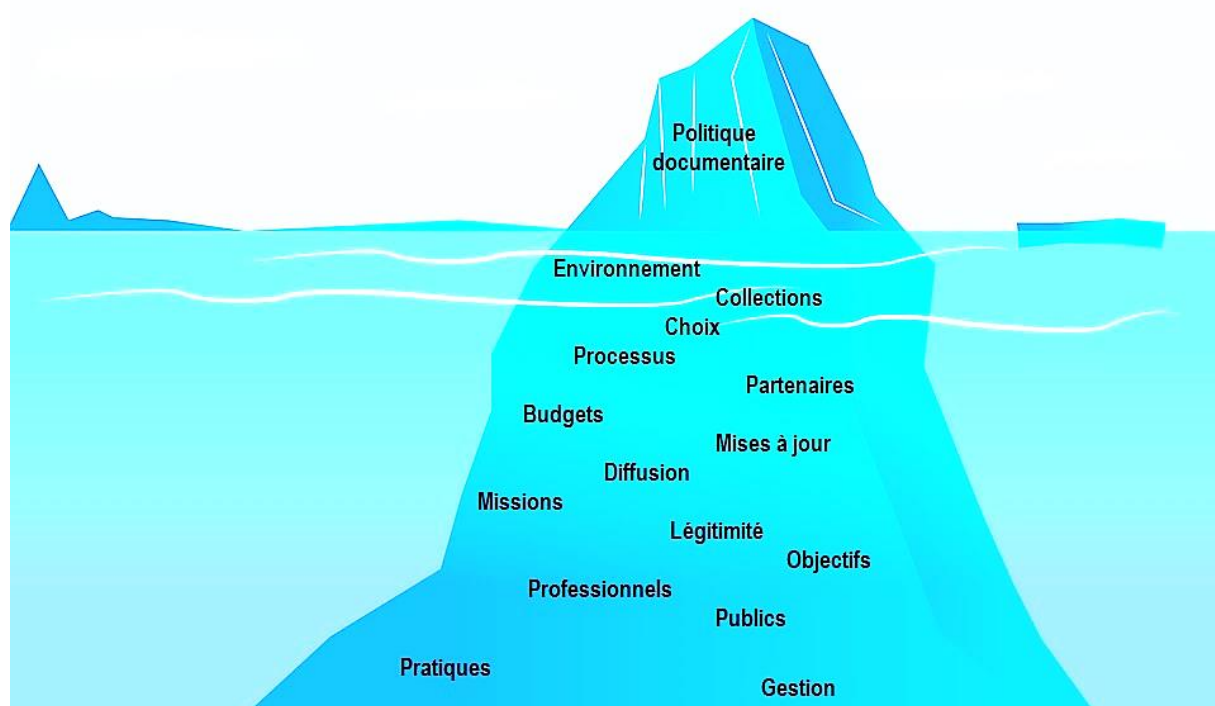 Politique
documentaire
Environnement
Collections
Choix
Processus
Partenaires
Budgets
Mises à jour
Diffusion
Missions
Légitimité
Objectifs
Professionnels
Publics
Pratiques
Gestion